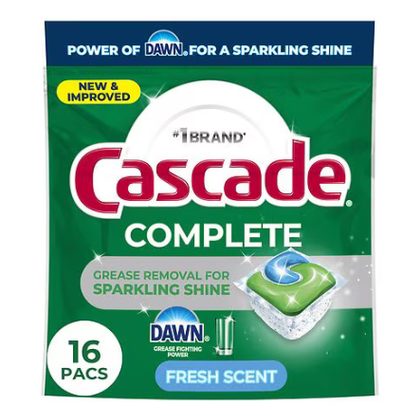 POWER OF DAWN® FOR A SPARKLING SHINE
NEW &
IMPROVED
#1 BRAND*
Cascade®
COMPLETE
GREASE REMOVAL FOR
SPARKLING SHINE
DAWN®
GREASE FIGHTING
POWER
16
PACS
FRESH SCENT